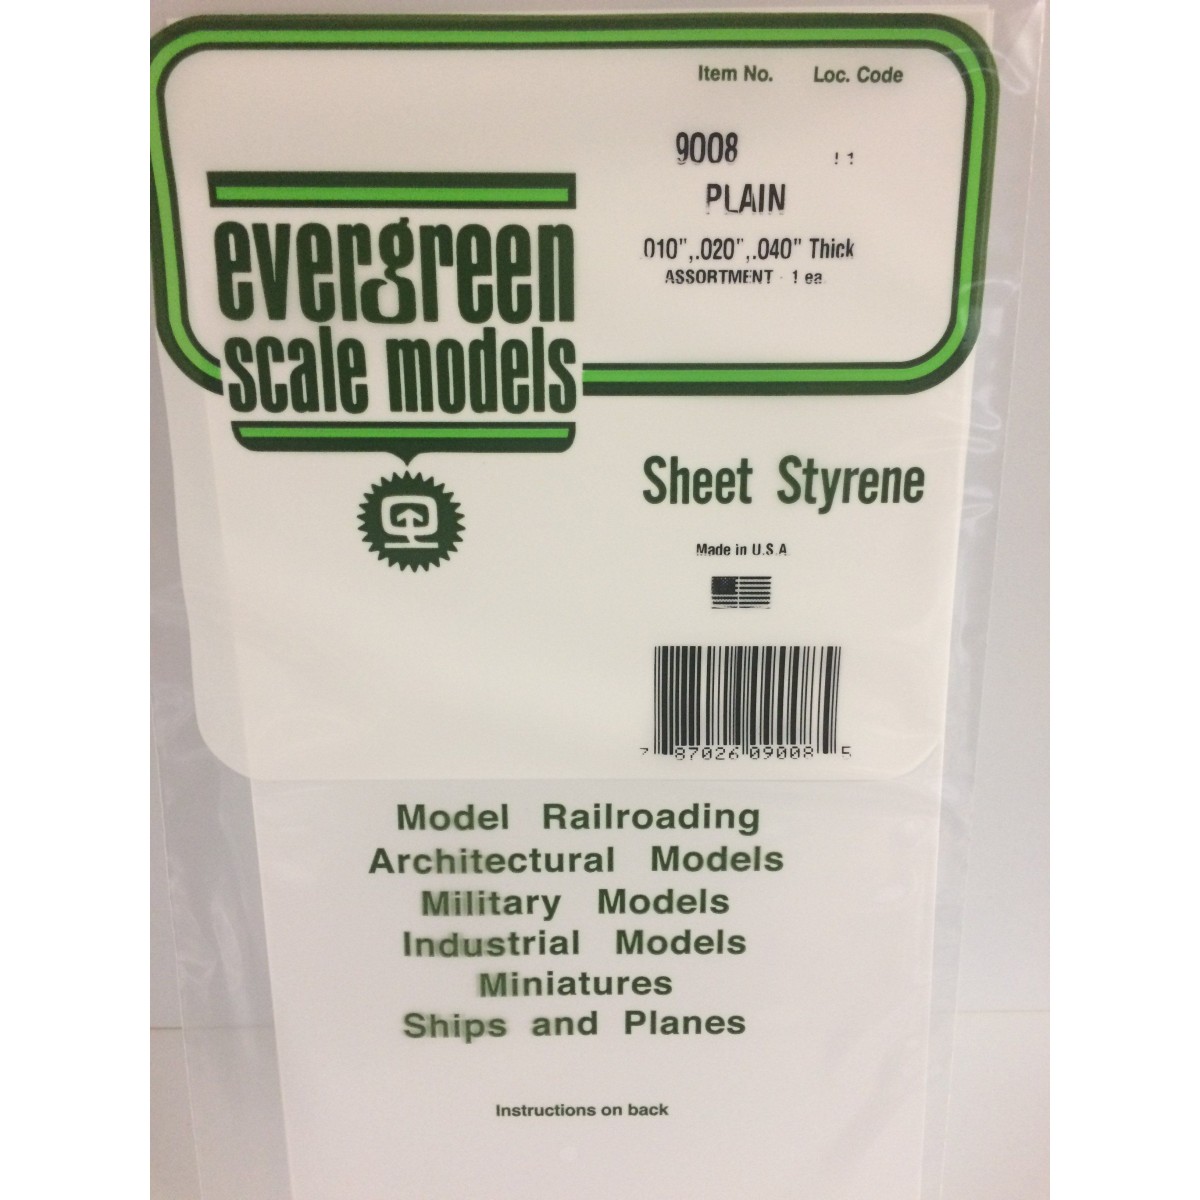 Item No. Loc. Code
9008 11
PLAIN
.010",.020",.040" Thick
ASSORTMENT - 1 ea.
evergreen
scale models
Sheet Styrene
Made in U.S.A
7 87026 09008 5
Model Railroading
Architectural Models
Military Models
Industrial Models
Miniatures
Ships and Planes
Instructions on back